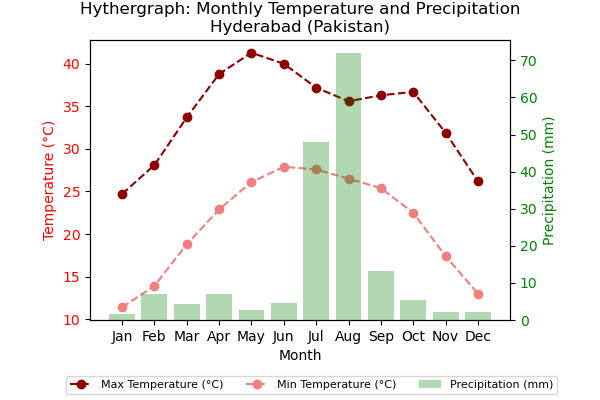 Hythergraph: Monthly Temperature and Precipitation
Hyderabad (Pakistan)
Temperature (°C)
40
35
30
25
20
15
10
70
60
50
40
30
20
10
0
Precipitation (mm)
Jan Feb Mar Apr May Jun Jul Aug Sep Oct Nov Dec
Month
Max Temperature (°C) Min Temperature (°C) Precipitation (mm)